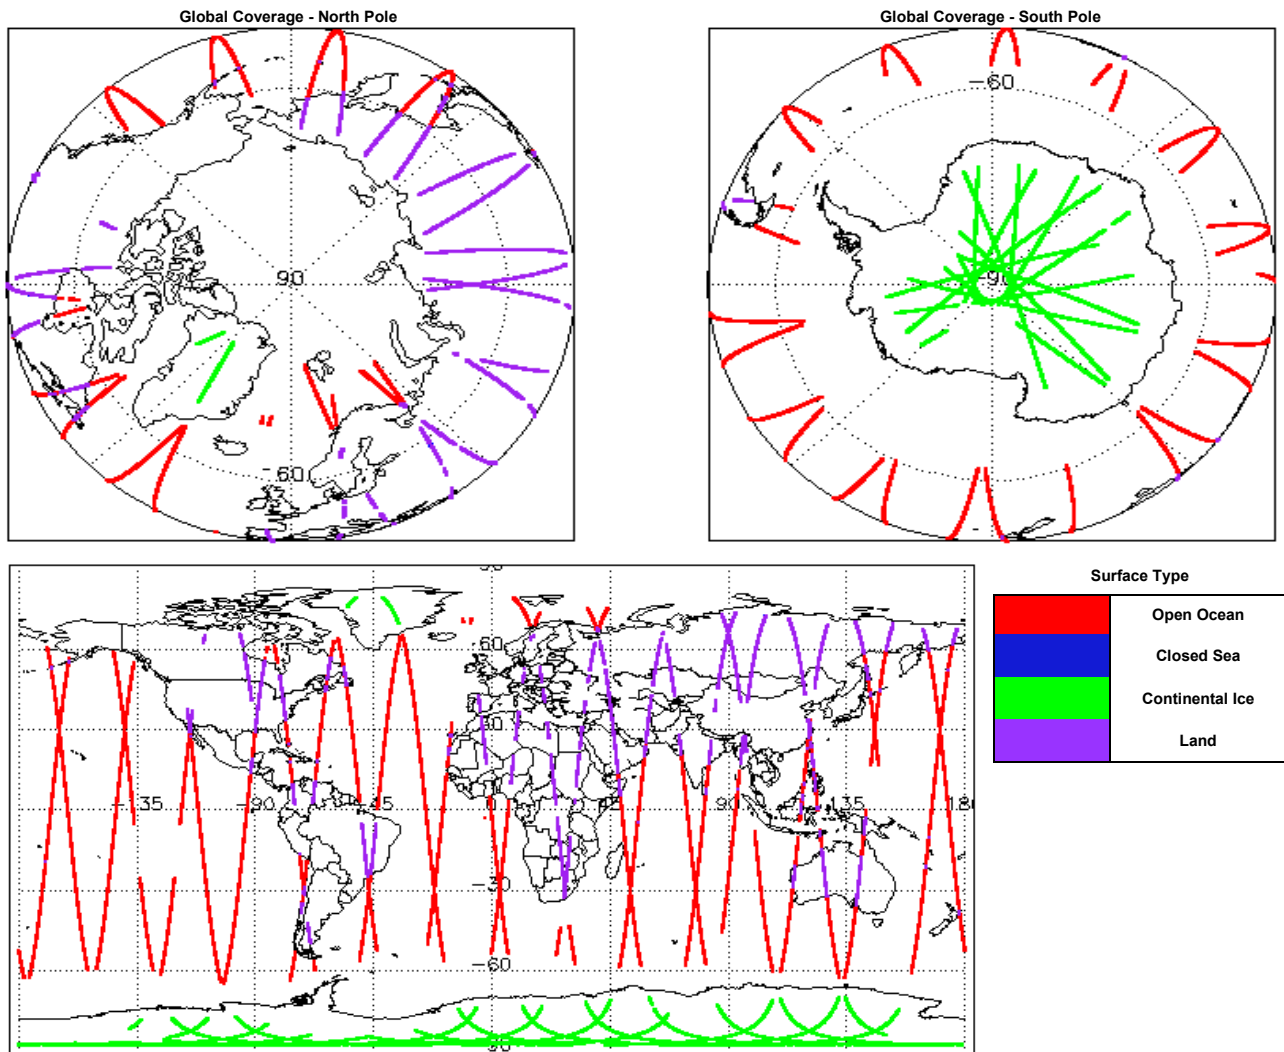 Global Coverage - North Pole
Global Coverage - South Pole
-60
90
-90
-60
Surface Type
Open Ocean
Closed Sea
Continental Ice
Land
60
30
-135
-90
-45
0
45
90
135
180
-30
-60